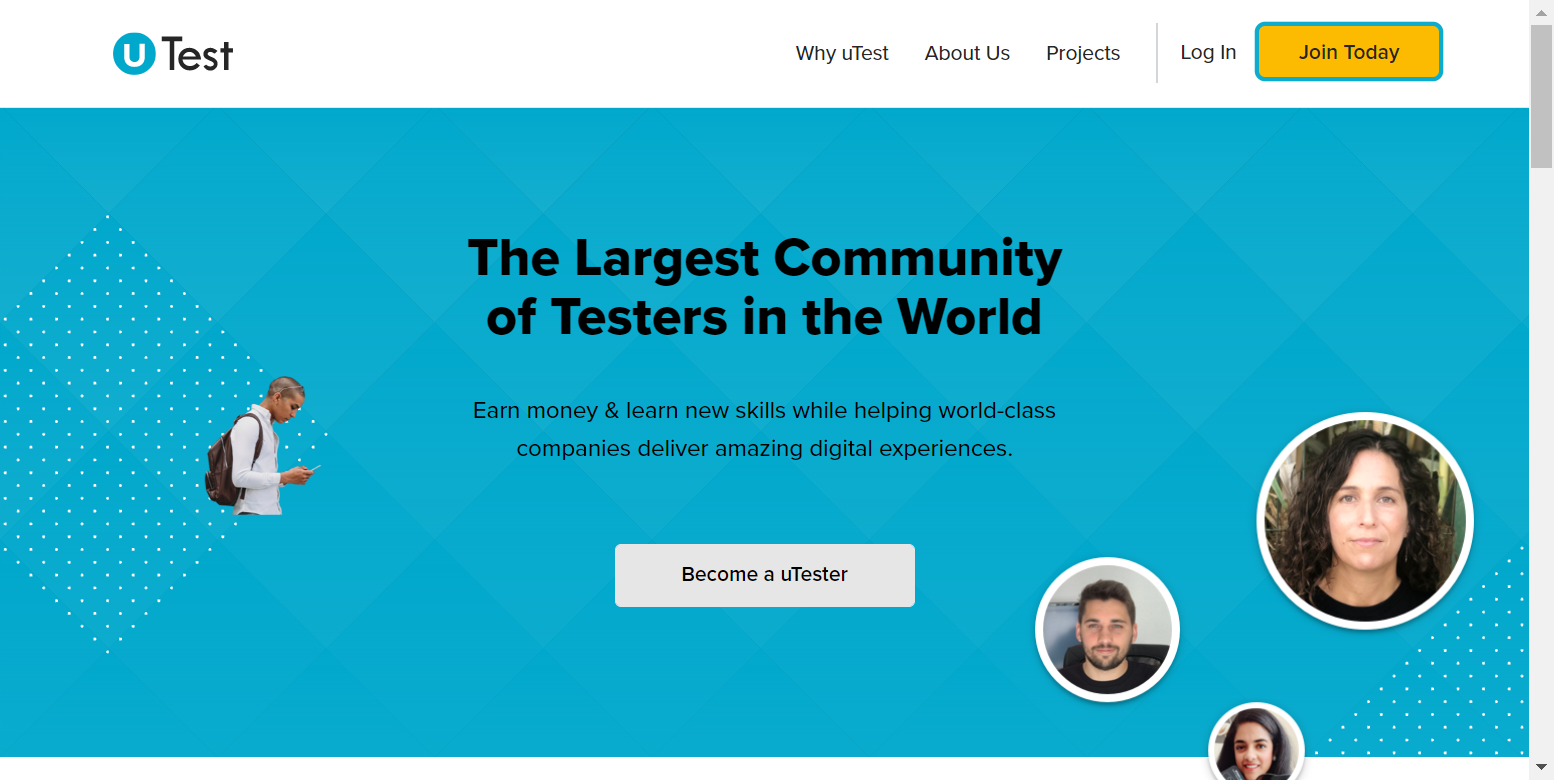 uTest
Why uTest
About Us
Projects
Log In
Join Today
The Largest Community
of Testers in the World
Earn money & learn new skills while helping world-class
companies deliver amazing digital experiences.
Become a uTester